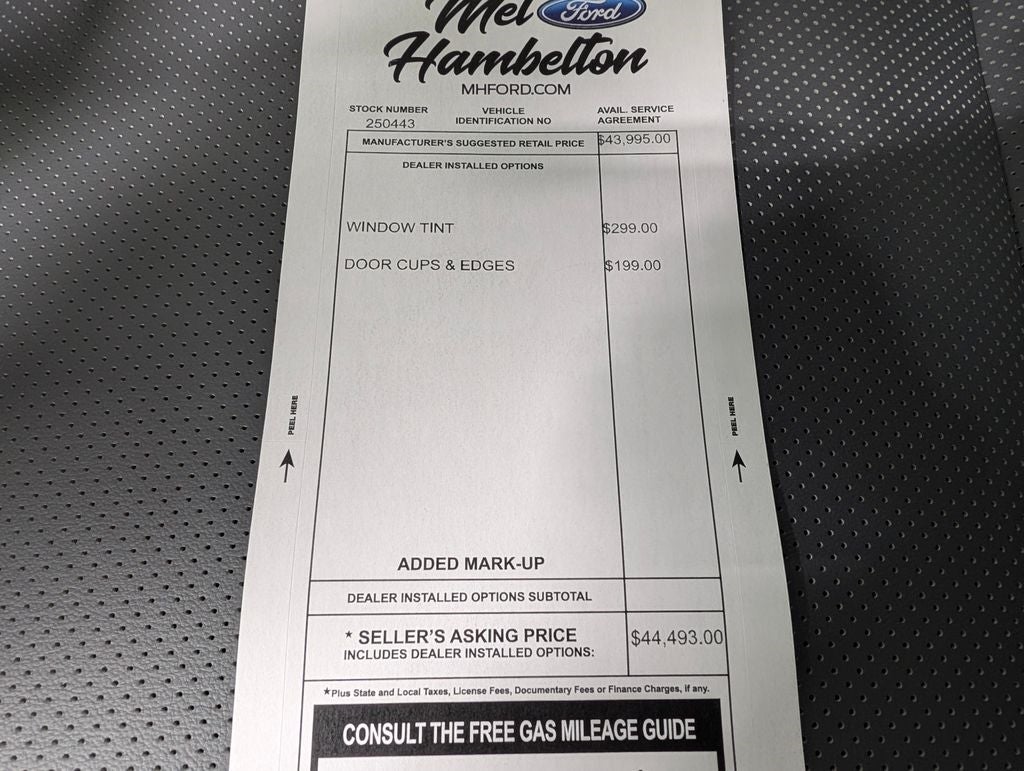 Mel Ford
Hambelton
MHFORD.COM
STOCK NUMBER
250443
VEHICLE
IDENTIFICATION NO
AVAIL. SERVICE
AGREEMENT
MANUFACTURER'S SUGGESTED RETAIL PRICE $43,995.00
DEALER INSTALLED OPTIONS
WINDOW TINT $299.00
DOOR CUPS & EDGES $199.00
PEEL HERE
PEEL HERE
ADDED MARK-UP
DEALER INSTALLED OPTIONS SUBTOTAL
* SELLER'S ASKING PRICE $44,493.00
INCLUDES DEALER INSTALLED OPTIONS:
★Plus State and Local Taxes, License Fees, Documentary Fees or Finance Charges, if any.
CONSULT THE FREE GAS MILEAGE GUIDE